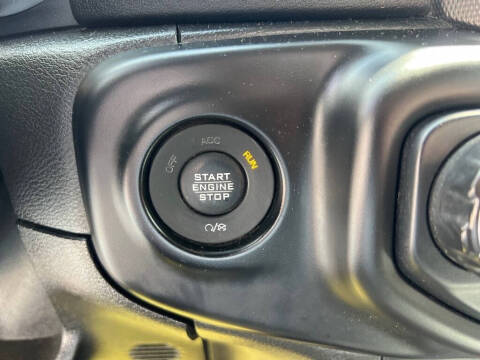 OFF
ACC
RUN
START
ENGINE
STOP